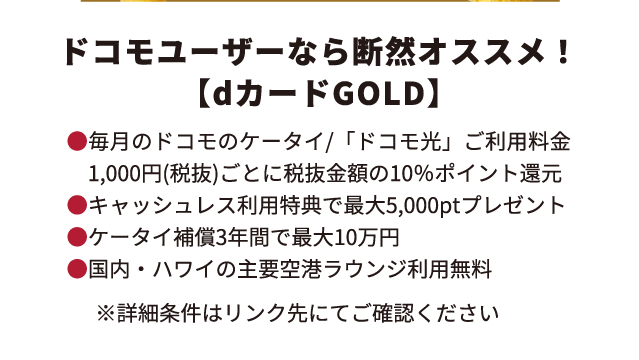 ドコモユーザーなら断然オススメ！
【dカードGOLD】
●毎月のドコモのケータイ/「ドコモ光」ご利用料金
1,000円(税抜)ごとに税抜金額の10%ポイント還元
●キャッシュレス利用特典で最大5,000ptプレゼント
●ケータイ補償3年間で最大10万円
●国内・ハワイの主要空港ラウンジ利用無料
※詳細条件はリンク先にてご確認ください